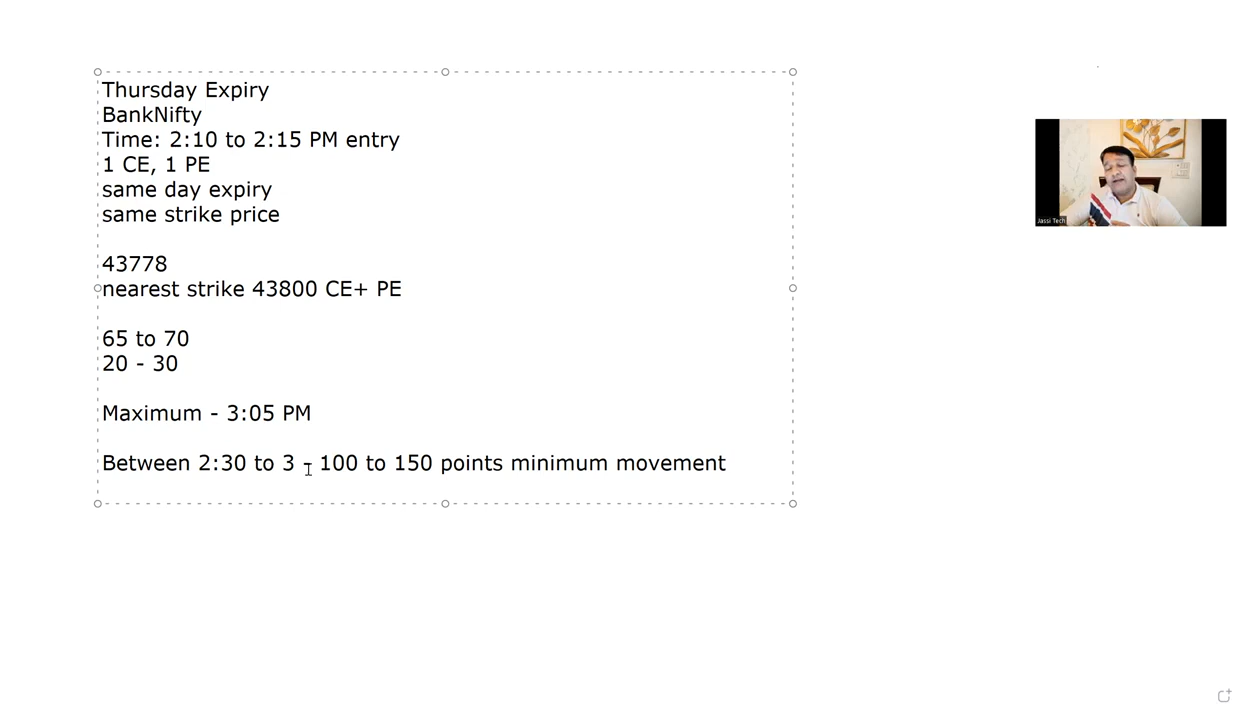 Thursday Expiry
BankNifty
Time: 2:10 to 2:15 PM entry
1 CE, 1 PE
same day expiry
same strike price
43778
nearest strike 43800 CE+ PE
65 to 70
20 - 30
Maximum - 3:05 PM
Between 2:30 to 3 - 100 to 150 points minimum movement
Jassi Tech